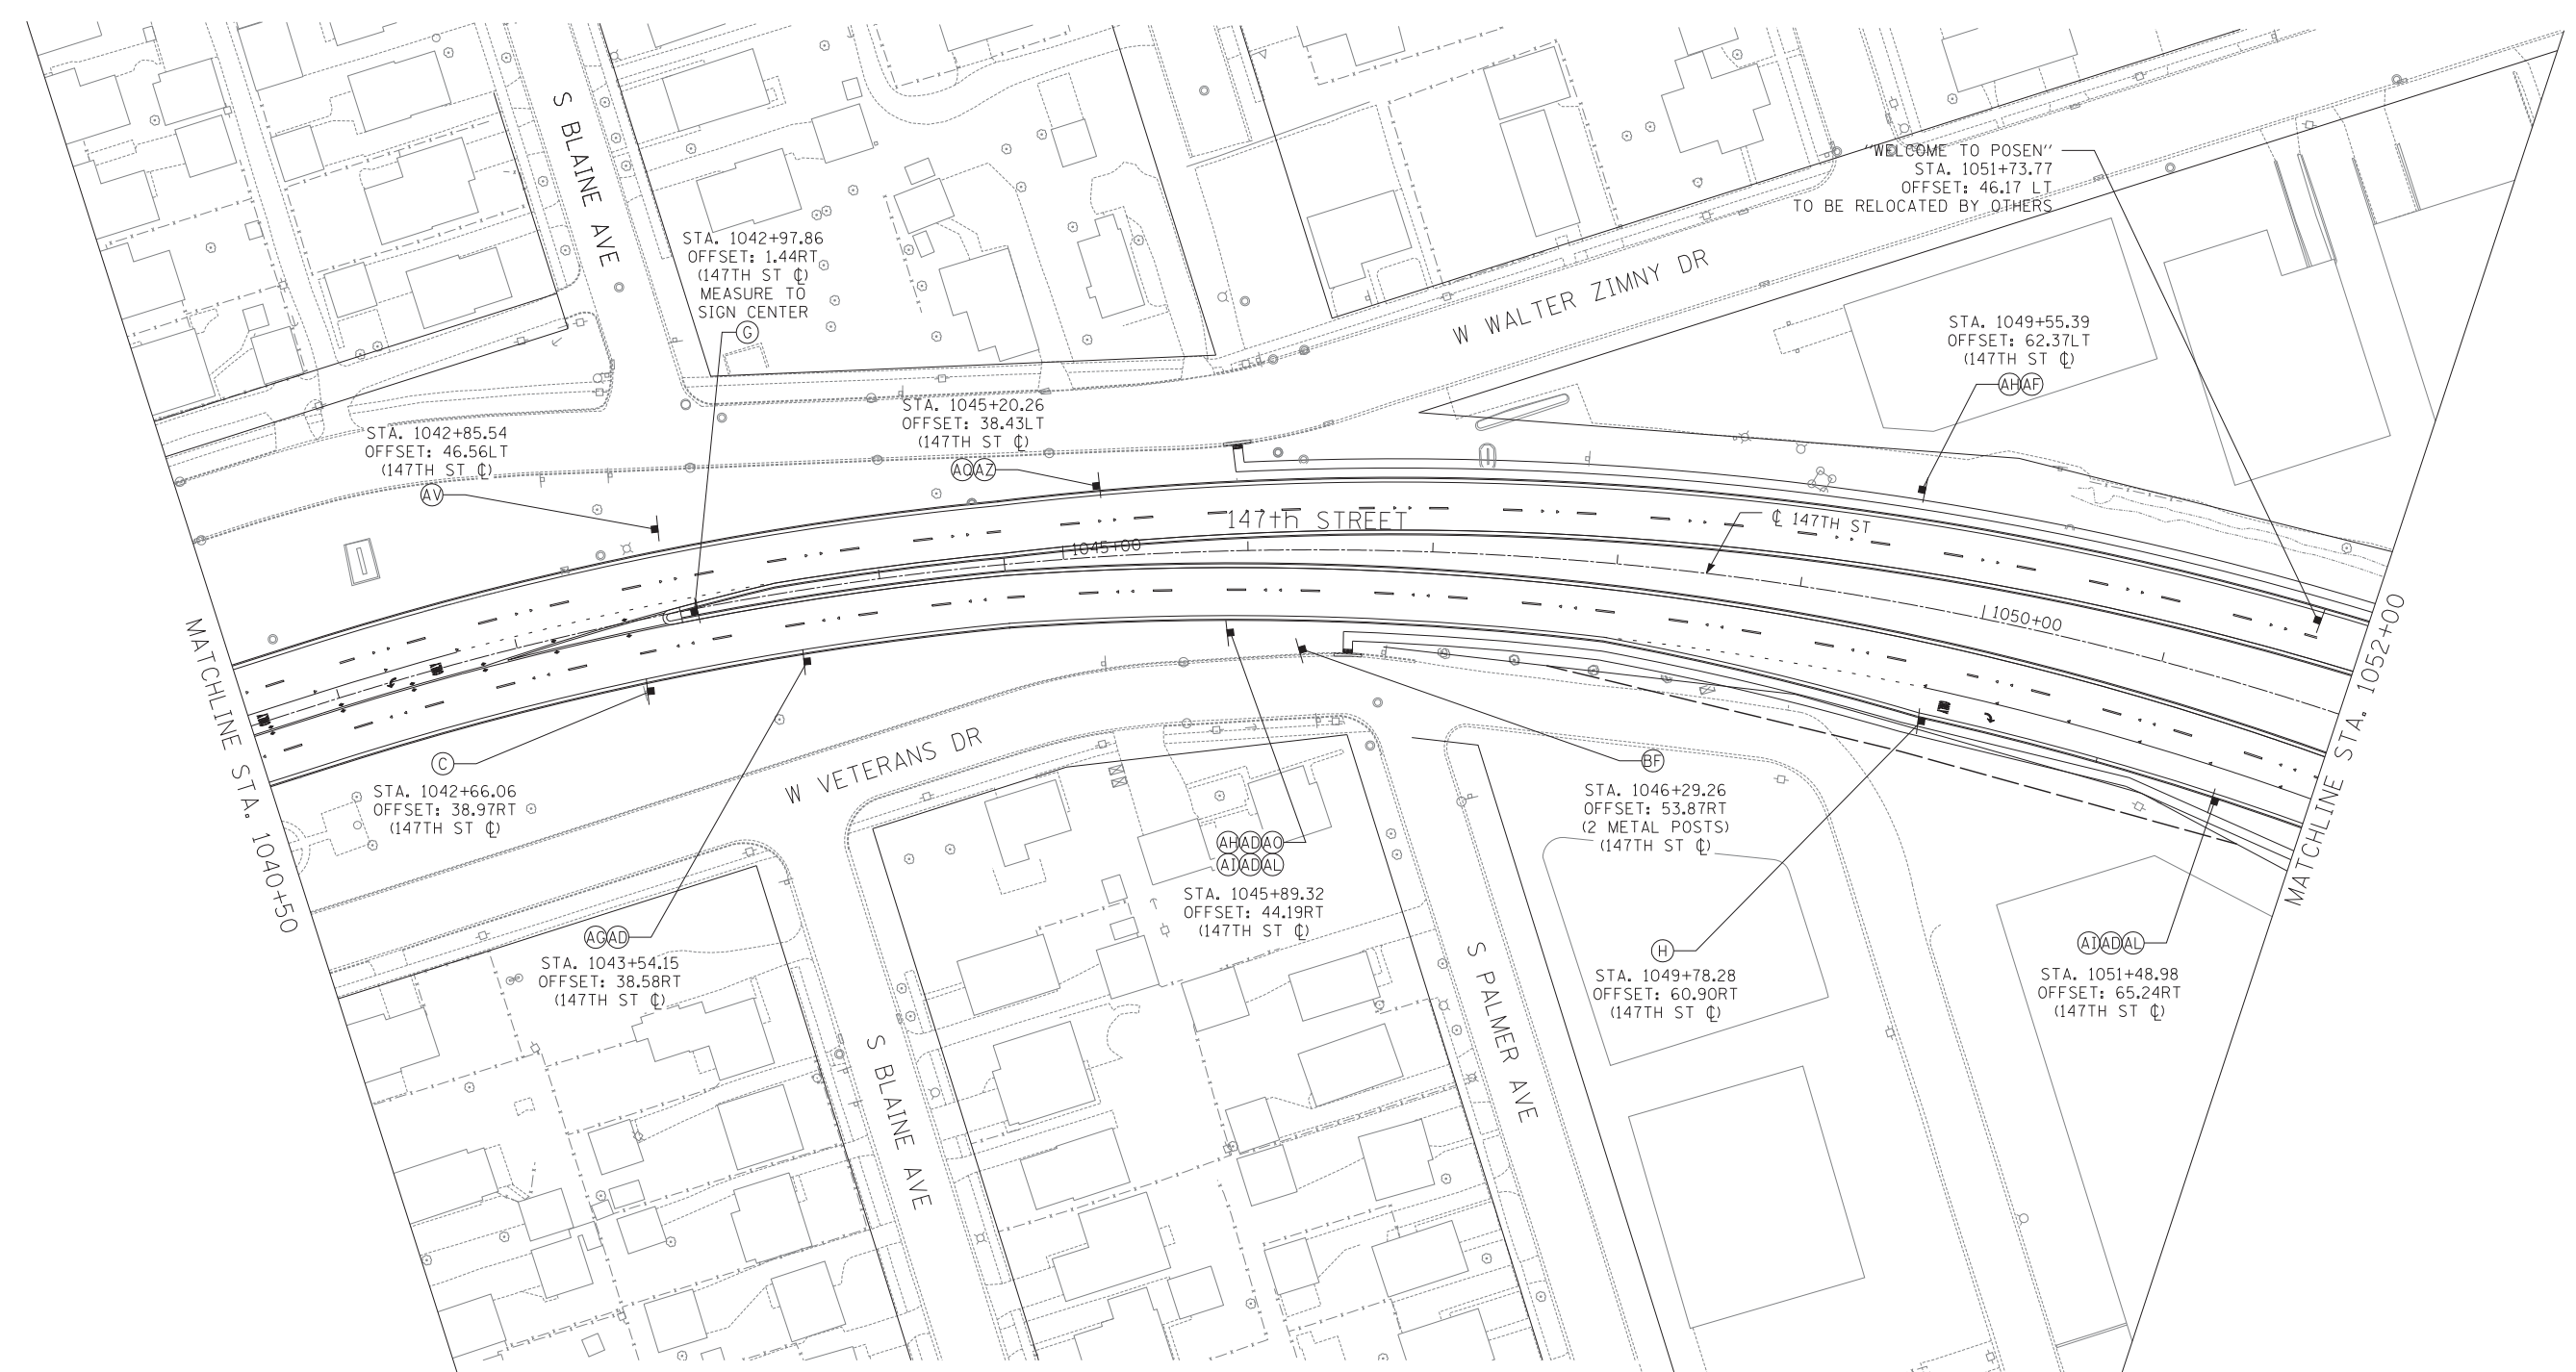 S BLAINE AVE
"WELCOME TO POSEN"
STA. 1051+73.77
OFFSET: 46.17 LT
TO BE RELOCATED BY OTHERS
STA. 1042+97.86
OFFSET: 1.44RT
(147TH ST ℄)
MEASURE TO
SIGN CENTER
G
W WALTER ZIMNY DR
STA. 1049+55.39
OFFSET: 62.37LT
(147TH ST ℄)
AH AF
STA. 1045+20.26
OFFSET: 38.43LT
(147TH ST ℄)
AQ AZ
STA. 1042+85.54
OFFSET: 46.56LT
(147TH ST ℄)
AV
147th STREET
℄ 147TH ST
1045+00
1050+00
MATCHLINE STA. 1040+50
MATCHLINE STA. 1052+00
C
STA. 1042+66.06
OFFSET: 38.97RT
(147TH ST ℄)
W VETERANS DR
BF
STA. 1046+29.26
OFFSET: 53.87RT
(2 METAL POSTS)
(147TH ST ℄)
AH AD AO
AI AD AL
STA. 1045+89.32
OFFSET: 44.19RT
(147TH ST ℄)
AG AD
STA. 1043+54.15
OFFSET: 38.58RT
(147TH ST ℄)
H
STA. 1049+78.28
OFFSET: 60.90RT
(147TH ST ℄)
AI AD AL
STA. 1051+48.98
OFFSET: 65.24RT
(147TH ST ℄)
S PALMER AVE
S BLAINE AVE